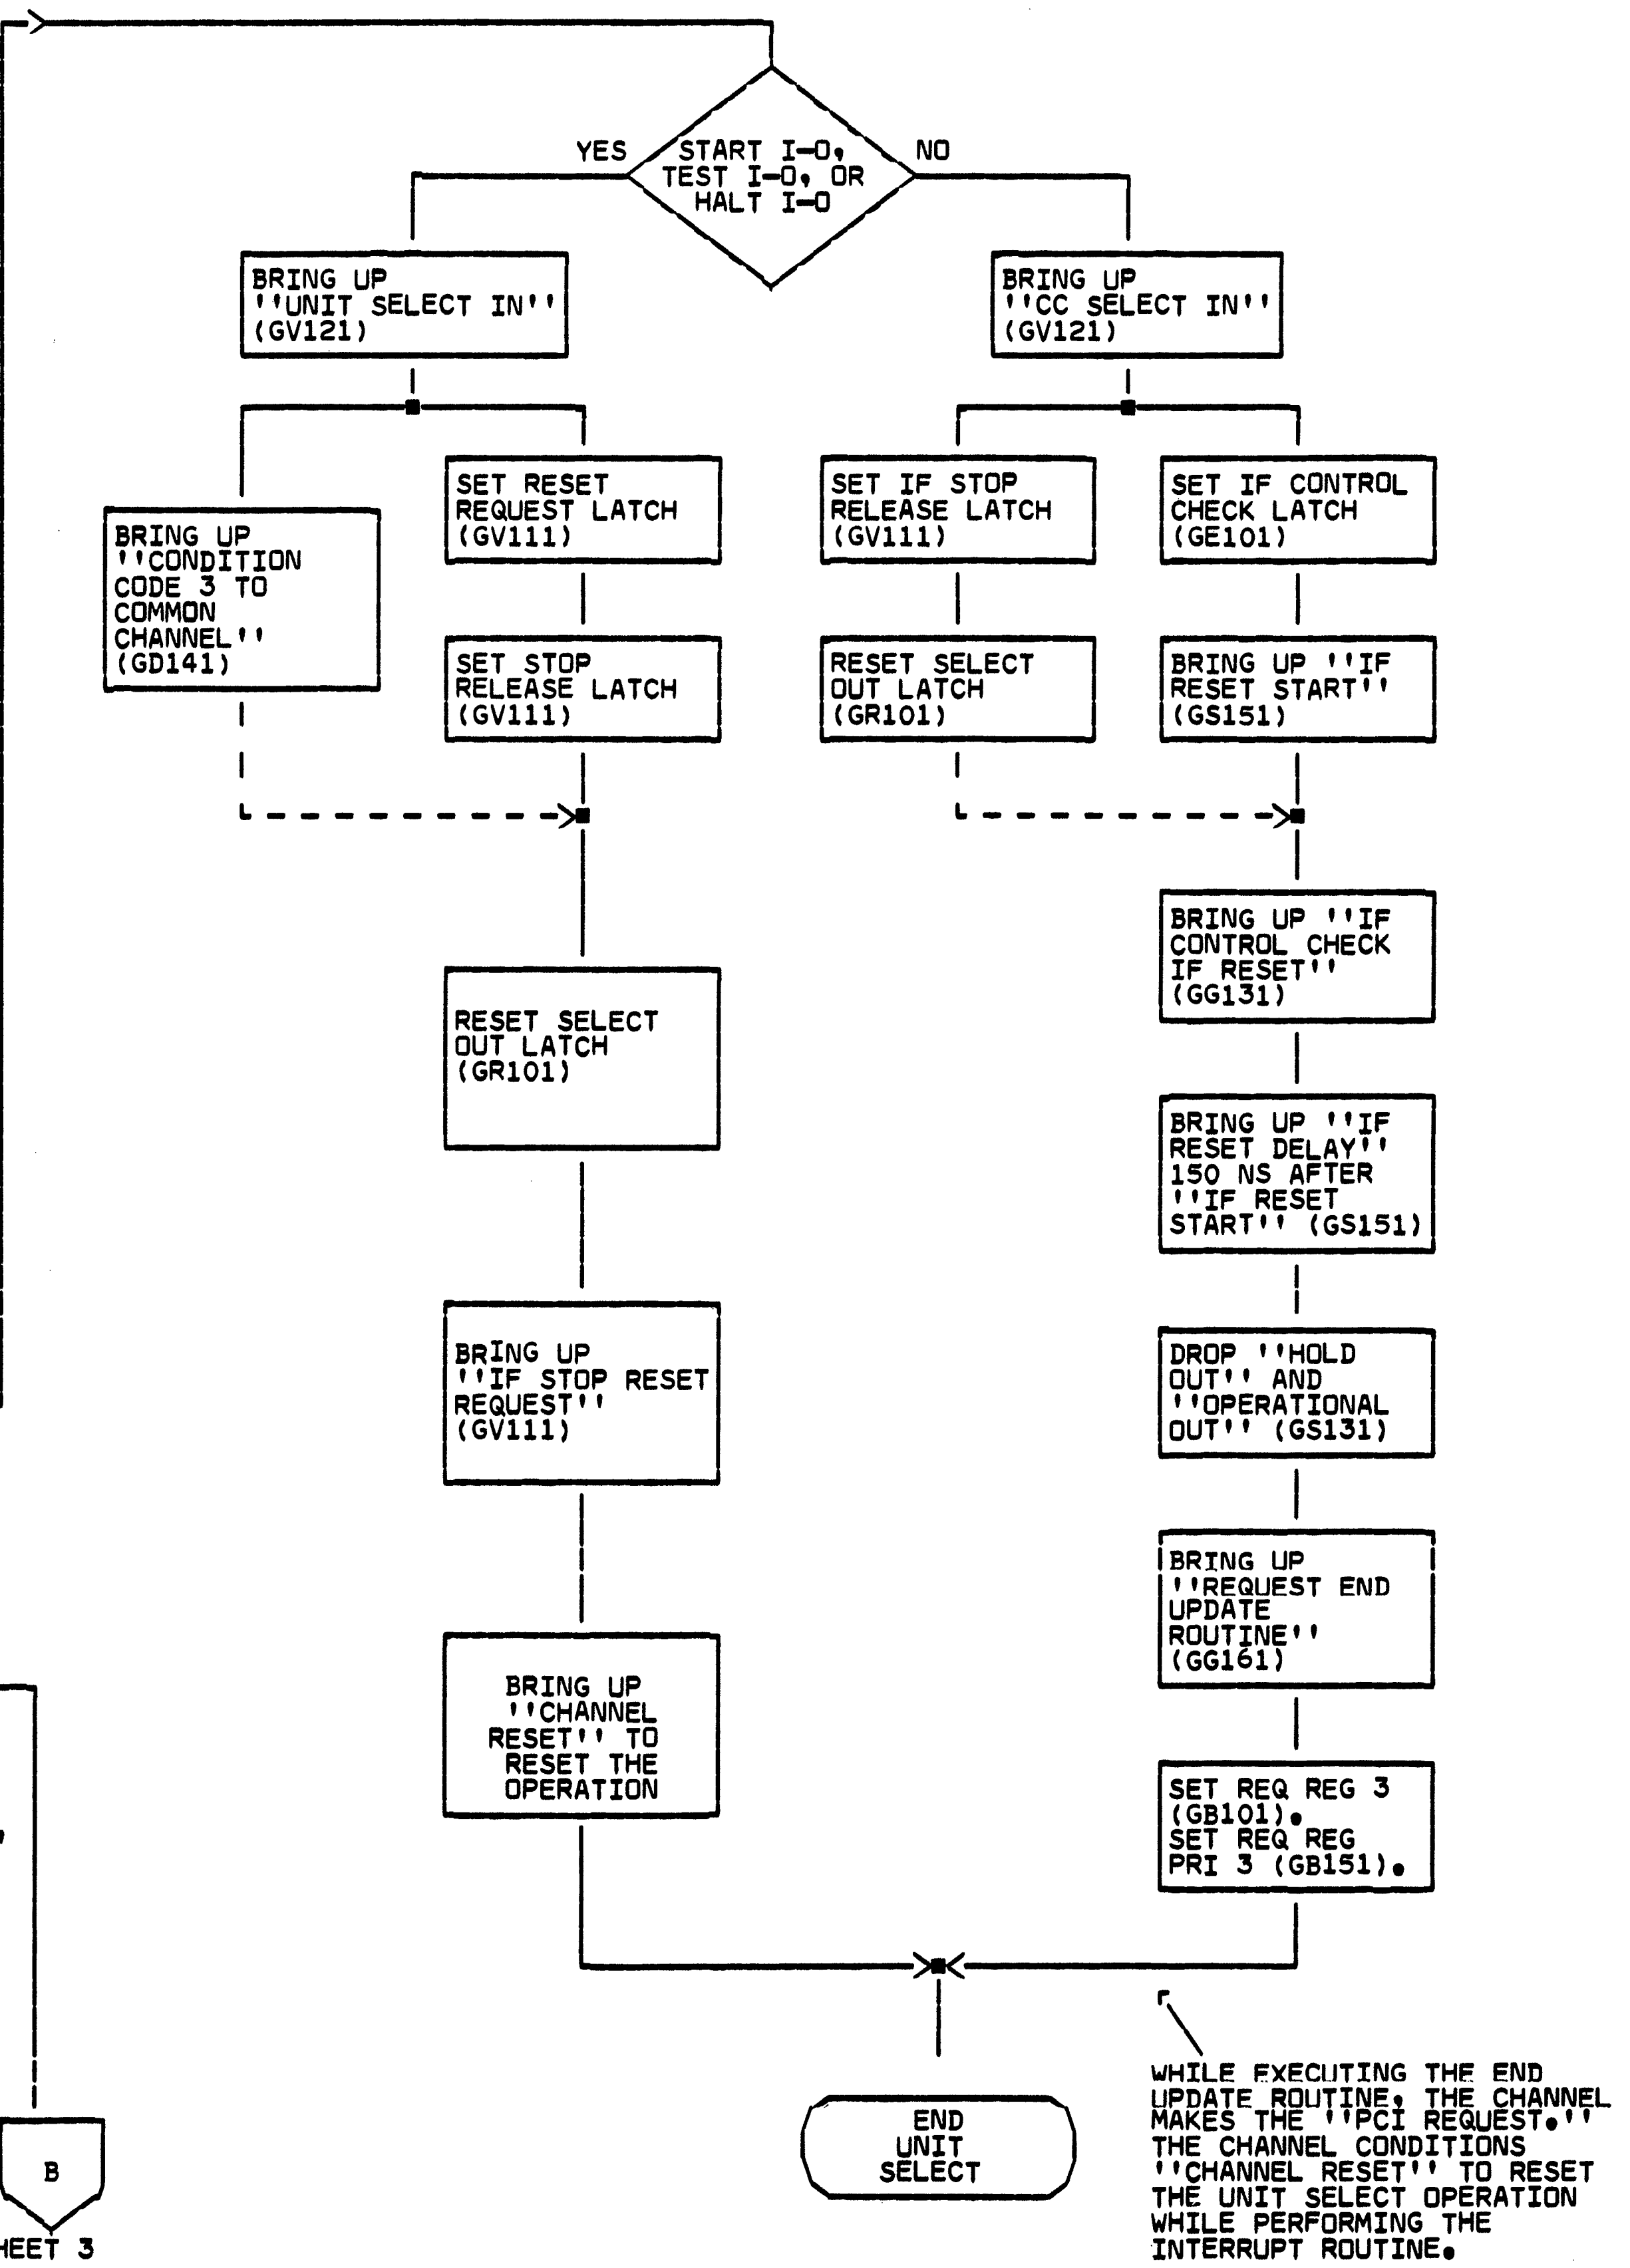 START I-O,
TEST I-O, OR
HALT I-O
YES
NO
BRING UP
''UNIT SELECT IN''
(GV121)
BRING UP
''CC SELECT IN''
(GV121)
BRING UP
''CONDITION
CODE 3 TO
COMMON
CHANNEL''
(GD141)
SET RESET
REQUEST LATCH
(GV111)
SET STOP
RELEASE LATCH
(GV111)
SET IF STOP
RELEASE LATCH
(GV111)
RESET SELECT
OUT LATCH
(GR101)
SET IF CONTROL
CHECK LATCH
(GE101)
BRING UP ''IF
RESET START''
(GS151)
RESET SELECT
OUT LATCH
(GR101)
BRING UP
''IF STOP RESET
REQUEST''
(GV111)
BRING UP
''CHANNEL
RESET'' TO
RESET THE
OPERATION
BRING UP ''IF
CONTROL CHECK
IF RESET''
(GG131)
BRING UP ''IF
RESET DELAY''
150 NS AFTER
''IF RESET
START'' (GS151)
DROP ''HOLD
OUT'' AND
''OPERATIONAL
OUT'' (GS131)
BRING UP
''REQUEST END
UPDATE
ROUTINE''
(GG161)
SET REQ REG 3
(GB101).
SET REQ REG
PRI 3 (GB151).
END
UNIT
SELECT
WHILE EXECUTING THE END
UPDATE ROUTINE, THE CHANNEL
MAKES THE ''PCI REQUEST.''
THE CHANNEL CONDITIONS
''CHANNEL RESET'' TO RESET
THE UNIT SELECT OPERATION
WHILE PERFORMING THE
INTERRUPT ROUTINE.
B
HEET 3